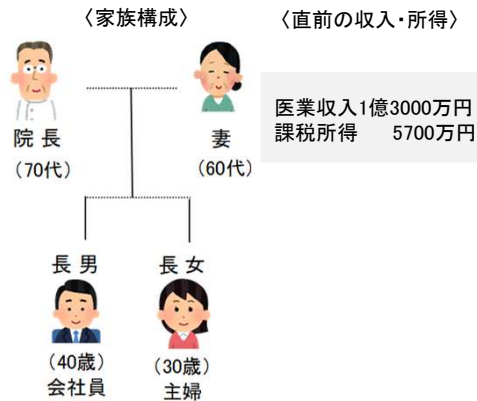 〈家族構成〉
〈直前の収入・所得〉
医業収入1億3000万円
課税所得 5700万円
院長
(70代)
妻
(60代)
長男
(40歳)
会社員
長女
(30歳)
主婦